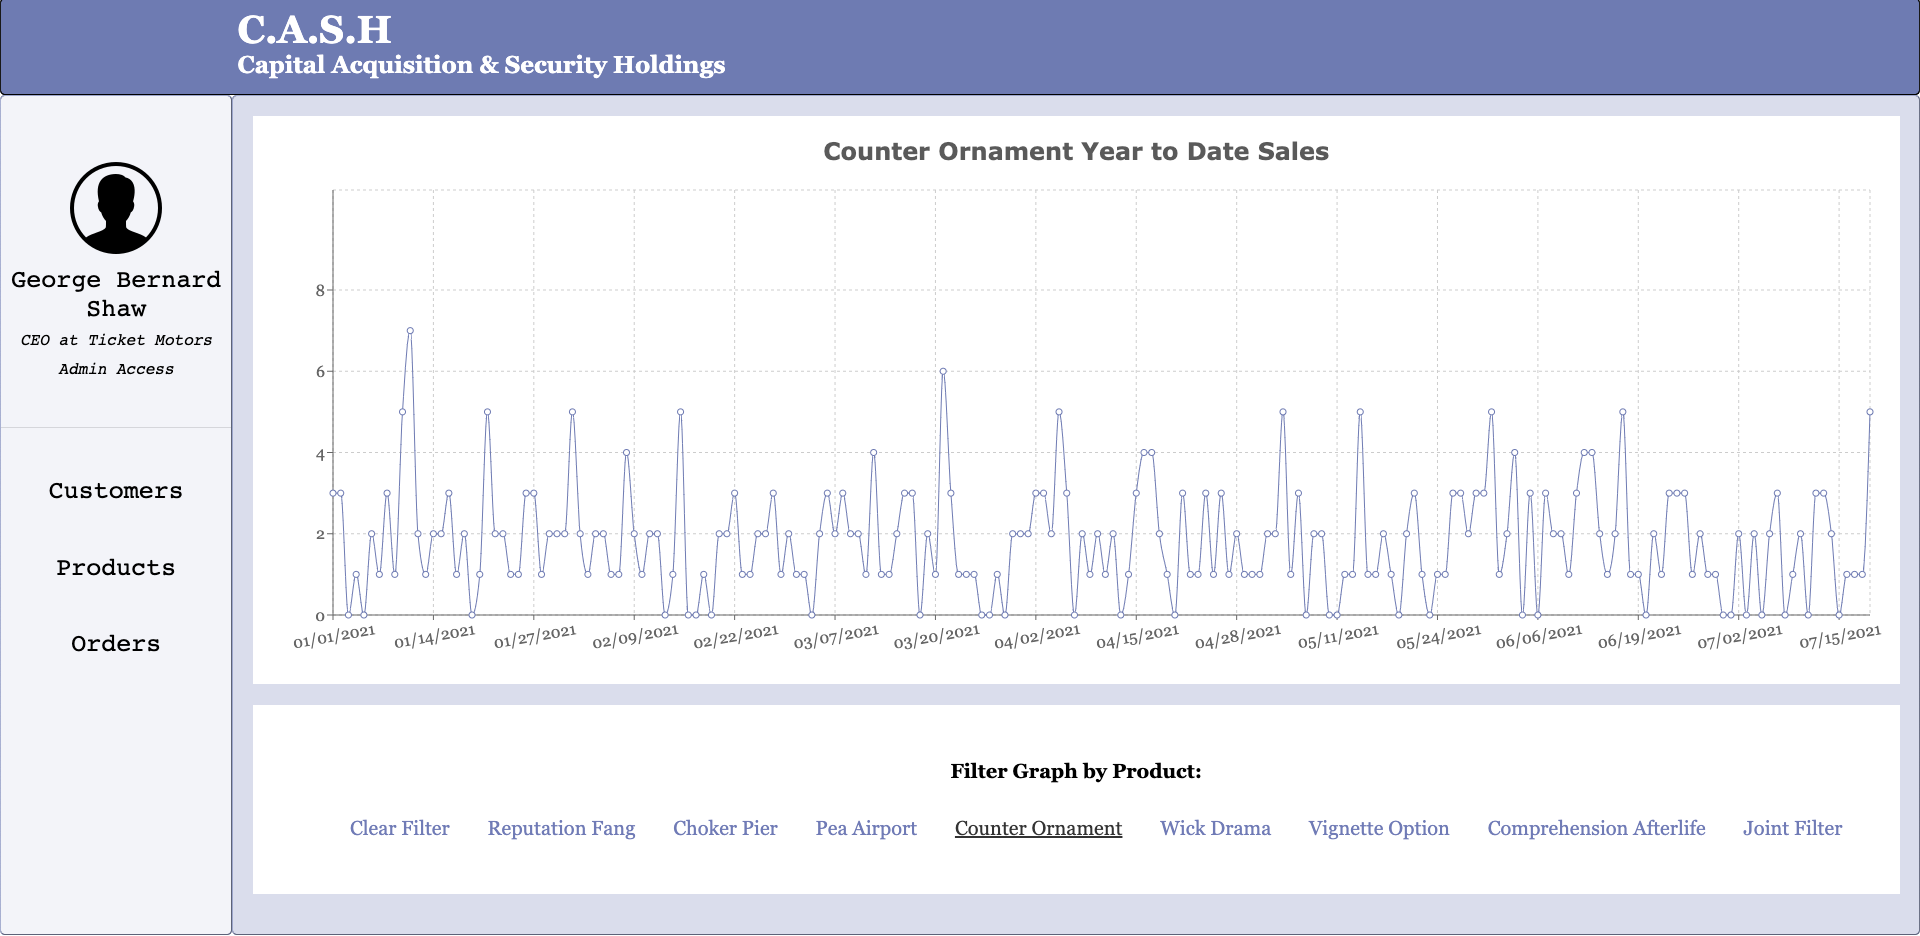 C.A.S.H
Capital Acquisition & Security Holdings
George Bernard
Shaw
CEO at Ticket Motors
Admin Access
Customers
Products
Orders
Counter Ornament Year to Date Sales
8
6
4
2
0
01/01/2021 01/14/2021 01/27/2021 02/09/2021 02/22/2021 03/07/2021 03/20/2021 04/02/2021 04/15/2021 04/28/2021 05/11/2021 05/24/2021 06/06/2021 06/19/2021 07/02/2021 07/15/2021
Filter Graph by Product:
Clear Filter Reputation Fang Choker Pier Pea Airport Counter Ornament Wick Drama Vignette Option Comprehension Afterlife Joint Filter